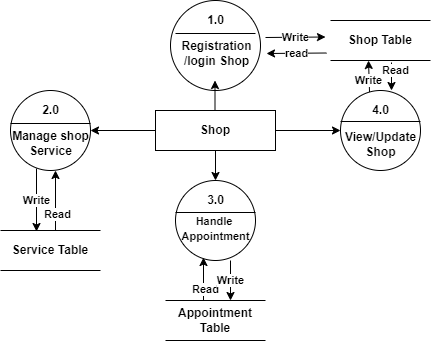 1.0
Registration
/login Shop
Write
read
Shop Table
Write
Read
2.0
Manage shop
Service
Shop
4.0
View/Update
Shop
Write
Read
3.0
Handle
Appointment
Service Table
Read
Write
Appointment
Table